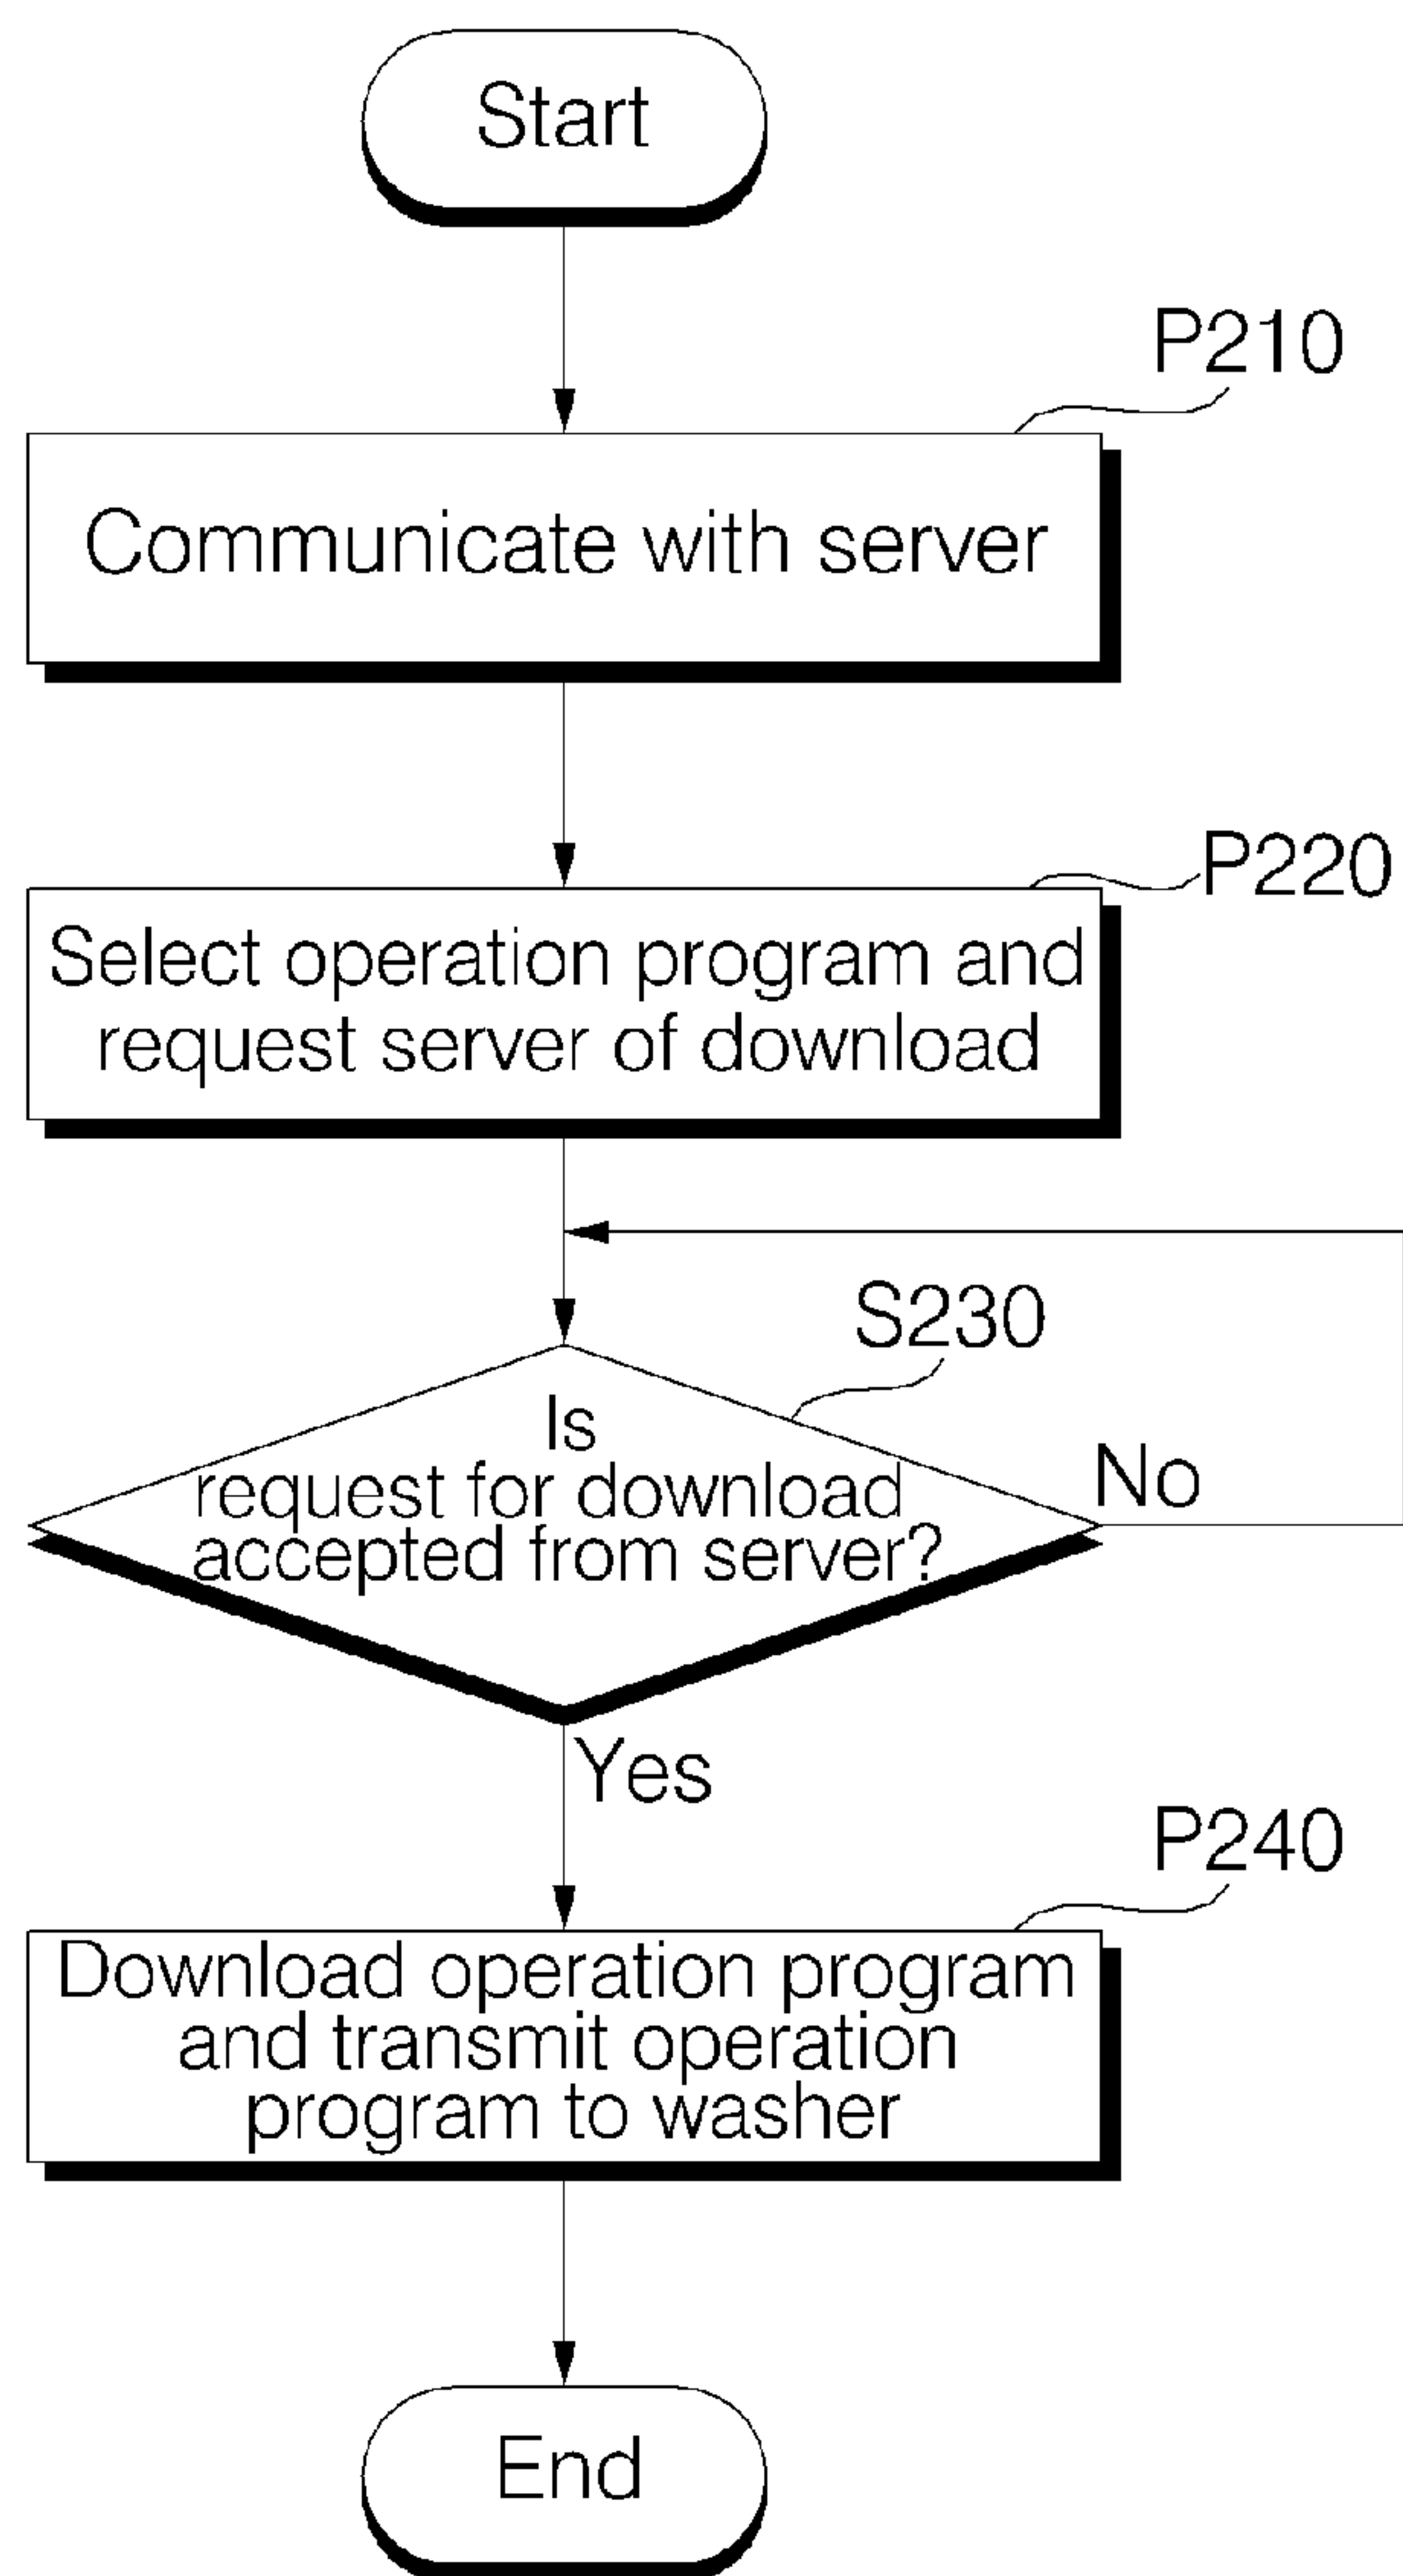 Start
P210
Communicate with server
P220
Select operation program and
request server of download
S230
Is
request for download
accepted from server?
No
Yes
P240
Download operation program
and transmit operation
program to washer
End